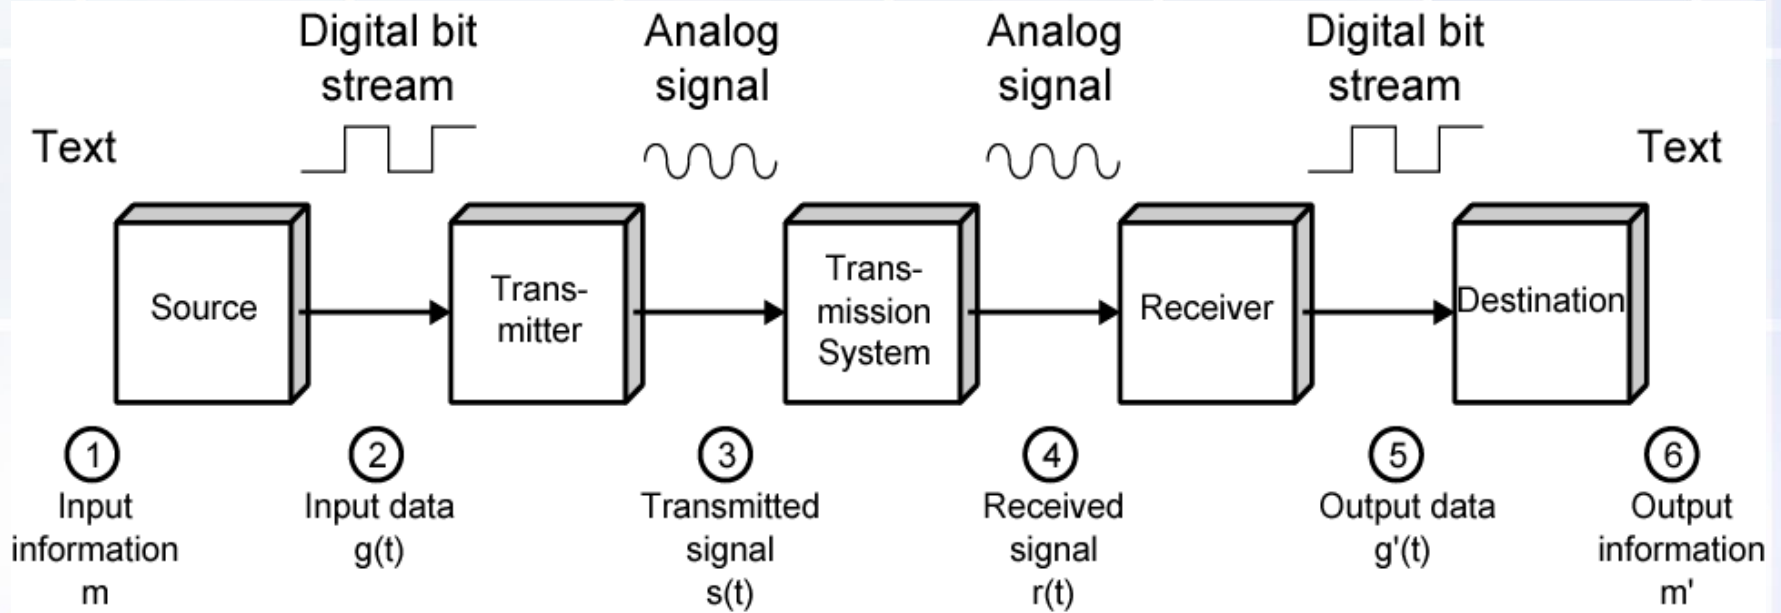 Digital bit
stream
Analog
signal
Analog
signal
Digital bit
stream
Text
Text
Source
Trans-
mitter
Trans-
mission
System
Receiver
Destination
1
Input
information
m
2
Input data
g(t)
3
Transmitted
signal
s(t)
4
Received
signal
r(t)
5
Output data
g'(t)
6
Output
information
m'